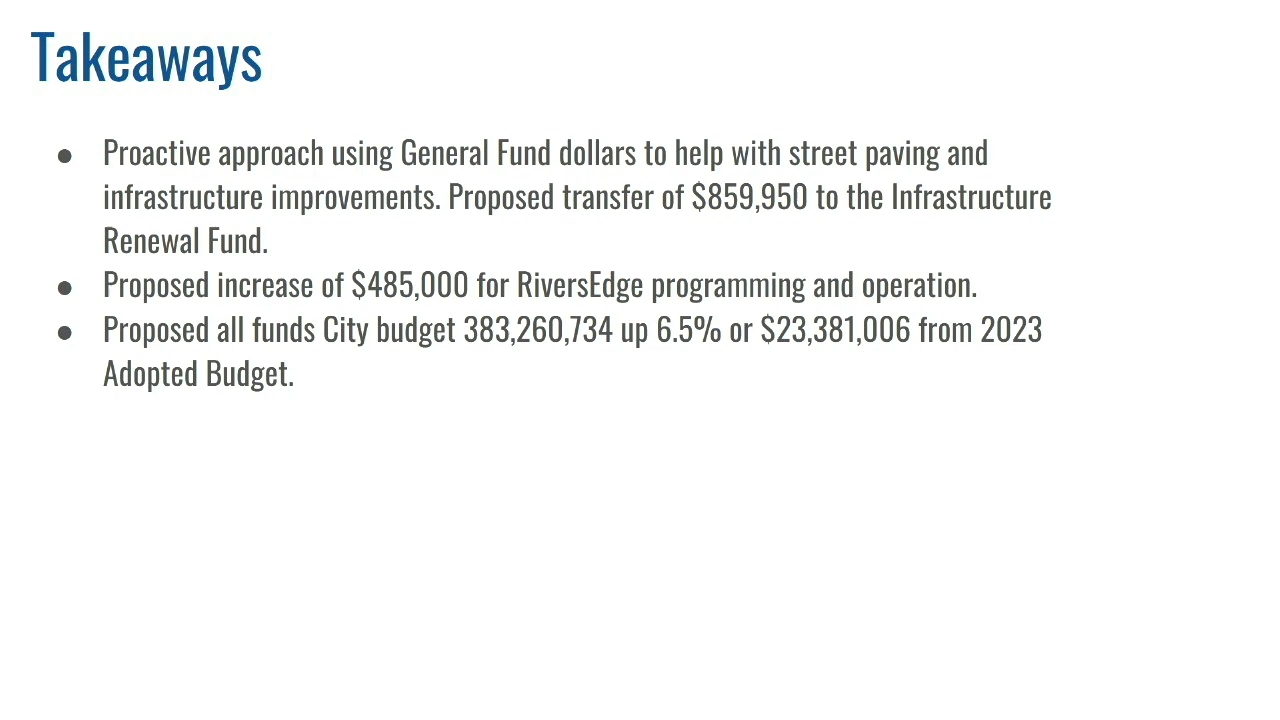 Takeaways
● Proactive approach using General Fund dollars to help with street paving and
infrastructure improvements. Proposed transfer of $859,950 to the Infrastructure
Renewal Fund.
● Proposed increase of $485,000 for RiversEdge programming and operation.
● Proposed all funds City budget 383,260,734 up 6.5% or $23,381,006 from 2023
Adopted Budget.